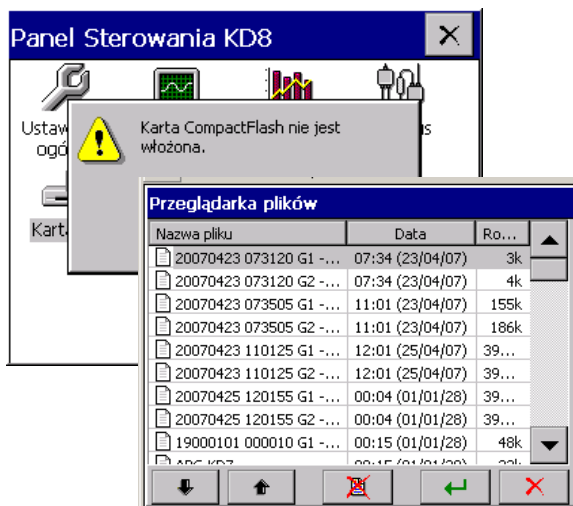 Panel Sterowania KD8
Karta CompactFlash nie jest
włożona.
Ustaw
ogó
s
Kart
Przeglądarka plików
Nazwa pliku Data Ro...
20070423 073120 G1 -... 07:34 (23/04/07) 3k
20070423 073120 G2 -... 07:34 (23/04/07) 4k
20070423 073505 G1 -... 11:01 (23/04/07) 155k
20070423 073505 G2 -... 11:01 (23/04/07) 186k
20070423 110125 G1 -... 12:01 (25/04/07) 39...
20070423 110125 G2 -... 12:01 (25/04/07) 39...
20070425 120155 G1 -... 00:04 (01/01/28) 39...
20070425 120155 G2 -... 00:04 (01/01/28) 39...
19000101 000010 G1 -... 00:15 (01/01/28) 48k